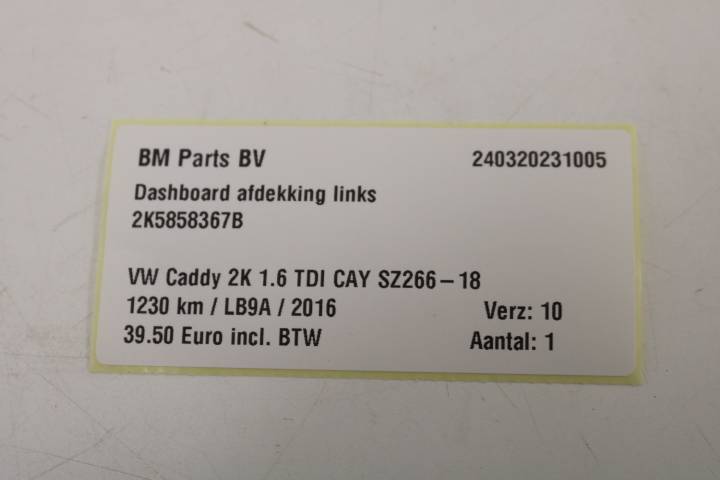 BM Parts BV 240320231005
Dashboard afdekking links
2K5858367B
VW Caddy 2K 1.6 TDI CAY SZ266-18
1230 km / LB9A / 2016 Verz: 10
39.50 Euro incl. BTW Aantal: 1